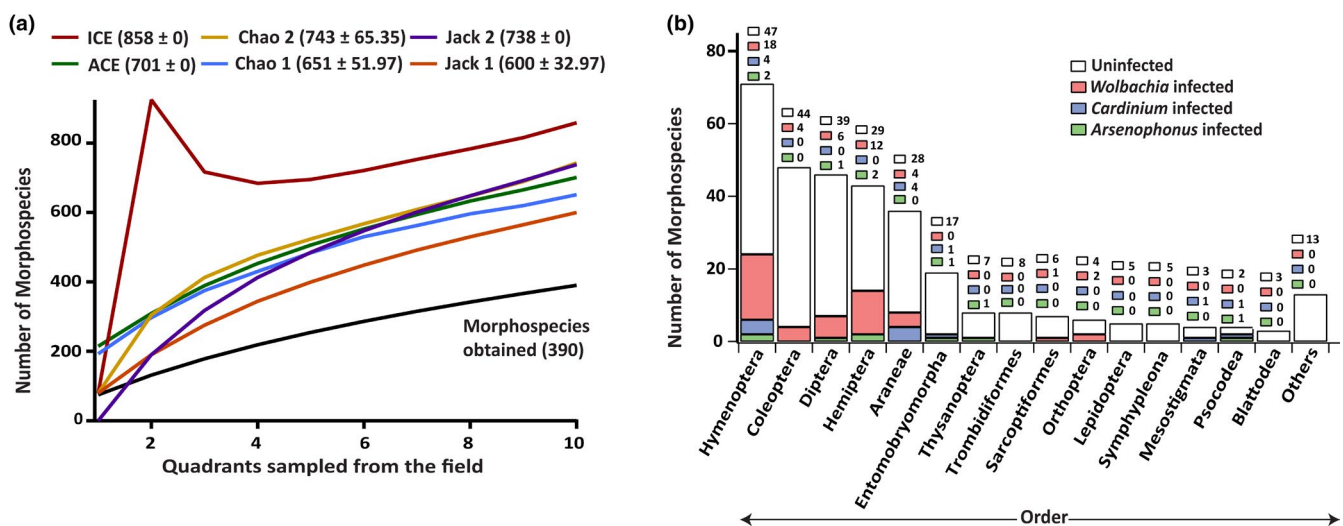 (a)
ICE (858 ± 0) Chao 2 (743 ± 65.35) Jack 2 (738 ± 0)
ACE (701 ± 0) Chao 1 (651 ± 51.97) Jack 1 (600 ± 32.97)
Number of Morphospecies
800
600
400
200
0
2 4 6 8 10
Quadrants sampled from the field
Morphospecies
obtained (390)
(b)
Number of Morphospecies
80
60
40
20
0
Uninfected
Wolbachia infected
Cardinium infected
Arsenophonus infected
47
18
4
2
44
4
0
0
39
6
0
1
29
12
0
2
28
4
4
0
17
0
1
1
7
0
0
1
8
0
0
0
6
1
0
0
4
2
0
0
5
0
0
0
5
0
0
0
3
0
1
0
2
0
1
1
3
0
0
0
13
0
0
0
Hymenoptera
Coleoptera
Diptera
Hemiptera
Araneae
Entomobryomorpha
Thysanoptera
Trombidiformes
Sarcoptiformes
Orthoptera
Lepidoptera
Symphypleona
Mesostigmata
Psocodea
Blattodea
Others
Order